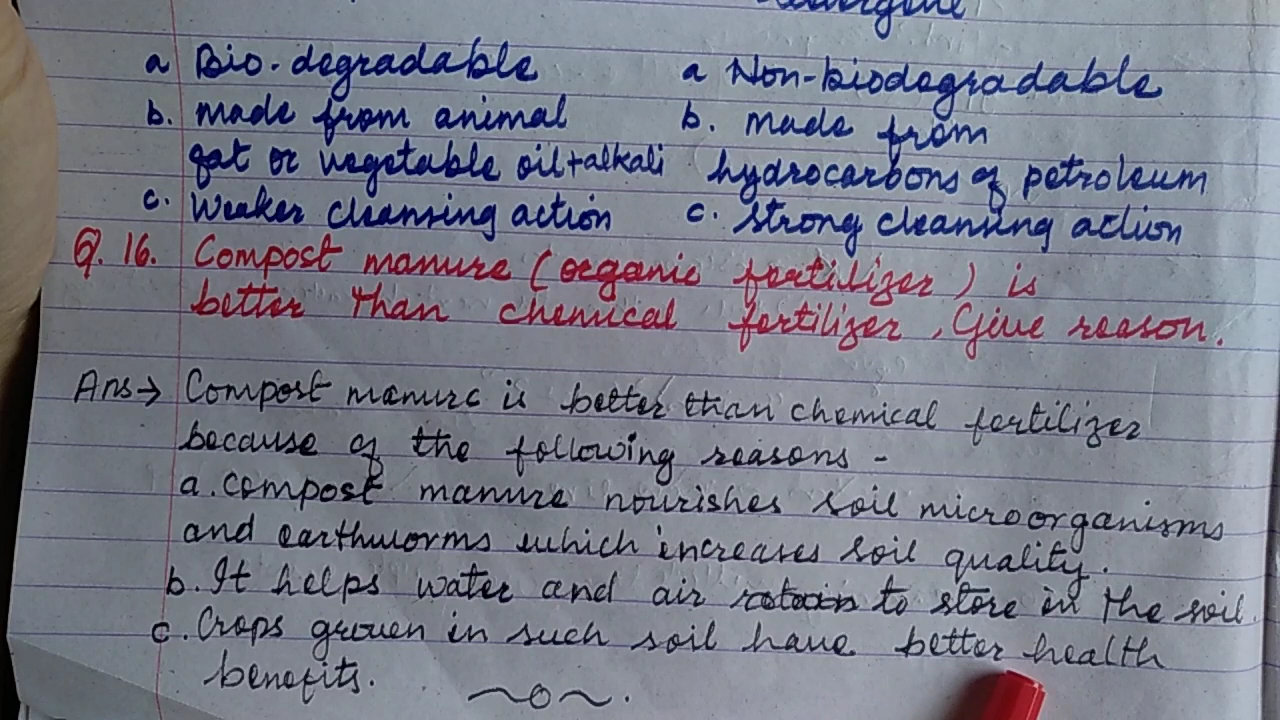 a Bio-degradable a Non-biodegradable
b. made from animal b. made from
fat or vegetable oil+alkali hydrocarbons of petroleum
c. Weaker cleansing action c. strong cleansing action
Q. 16. Compost manure (organic fertilizer) is
better than chemical fertilizer, Give reason.
Ans→ Compost manure is better than chemical fertilizer
because of the following reasons -
a. compost manure nourishes soil microorganisms
and earthworms which increases soil quality.
b. It helps water and air to store in the soil.
c. Crops grown in such soil have better health
benefits.